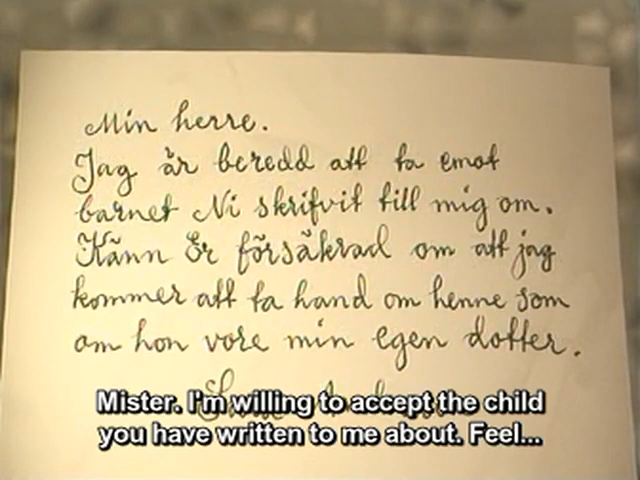 Min herre.
Jag är beredd att ta emot
barnet Ni skrifvit till mig om.
Känn Er försäkrad om att jag
kommer att ta hand om henne som
om hon vore min egen dotter.
Mister. I'm willing to accept the child
you have written to me about. Feel...